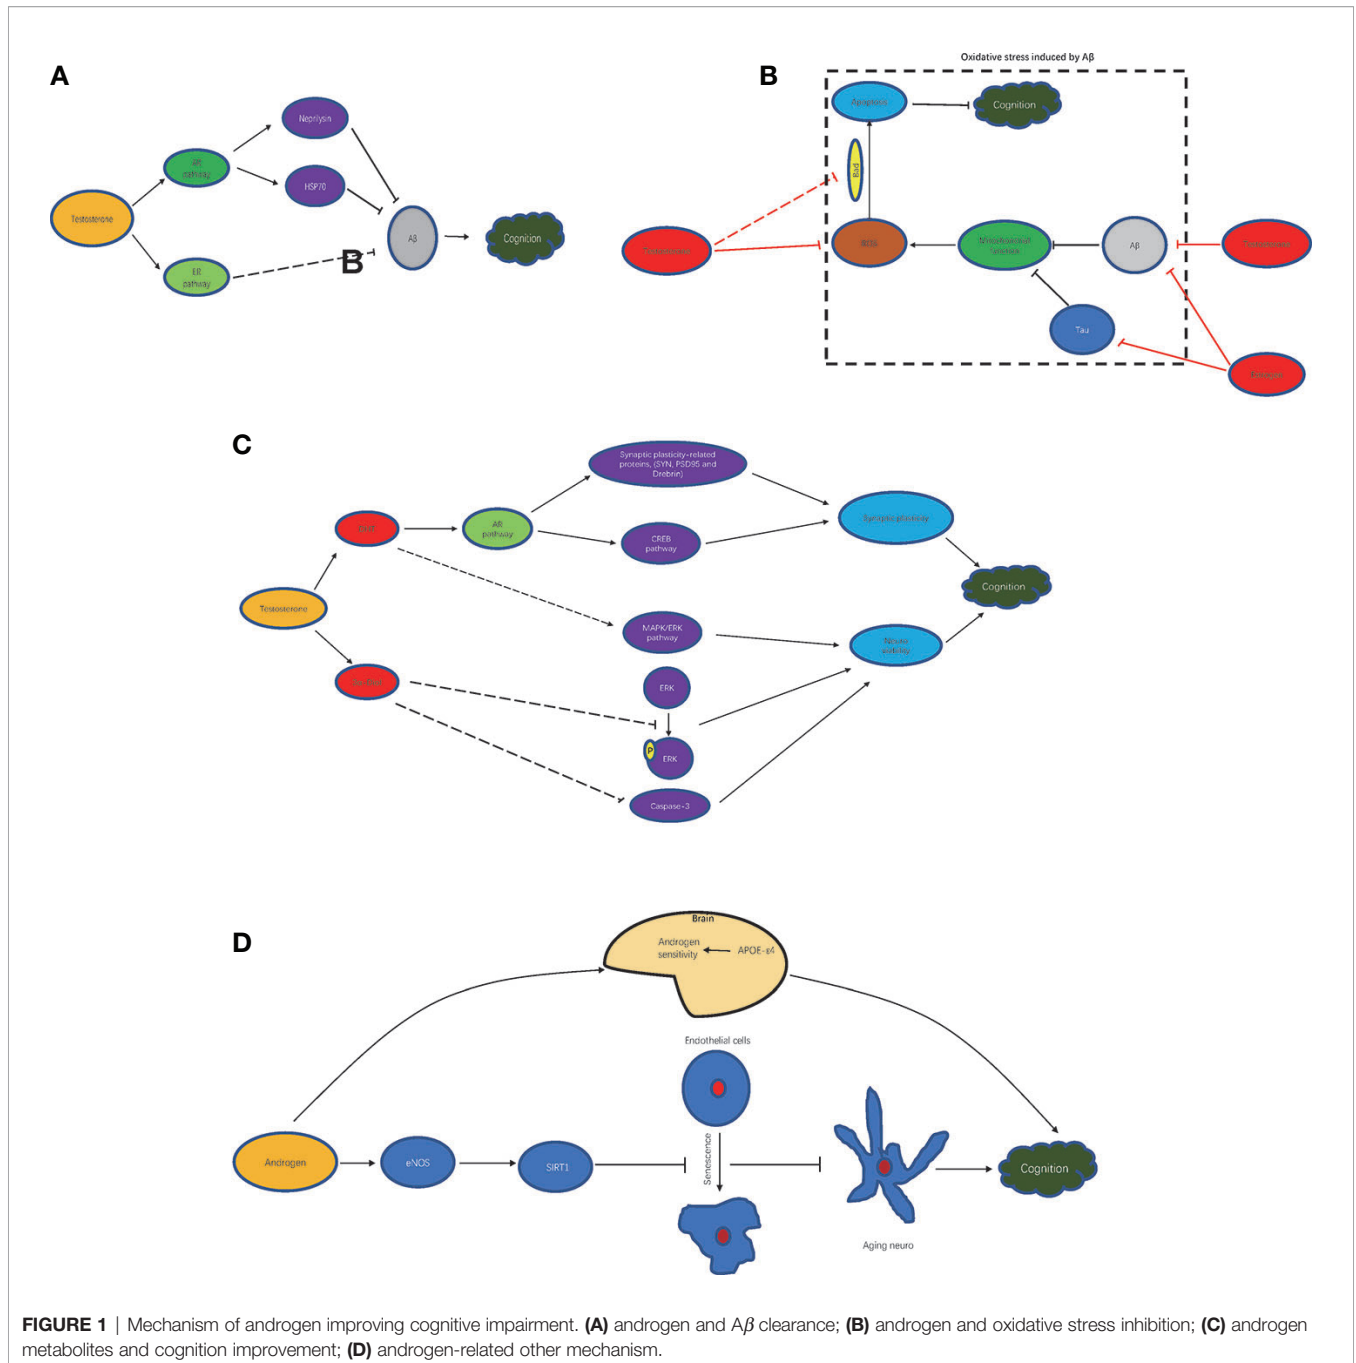 A
Neprilysin
AR
pathway
HSP70
Testosterone
Aβ
Cognition
B
ER
pathway
B
Oxidative stress induced by Aβ
Apoptosis
Cognition
Bad
Aβ
Tau
C
Synaptic plasticity-related
proteins, (SYN, PSD95 and
Drebrin)
AR
pathway
CREB
pathway
Synaptic plasticity
Cognition
Testosterone
MAPK/ERK
pathway
ERK
P
ERK
Caspase-3
D
Brain
Androgen
sensitivity
APOE-ε4
Endothelial cells
Senescence
Androgen
eNOS
SIRT1
Cognition
Aging neuro
FIGURE 1 | Mechanism of androgen improving cognitive impairment. (A) androgen and Aβ clearance; (B) androgen and oxidative stress inhibition; (C) androgen
metabolites and cognition improvement; (D) androgen-related other mechanism.